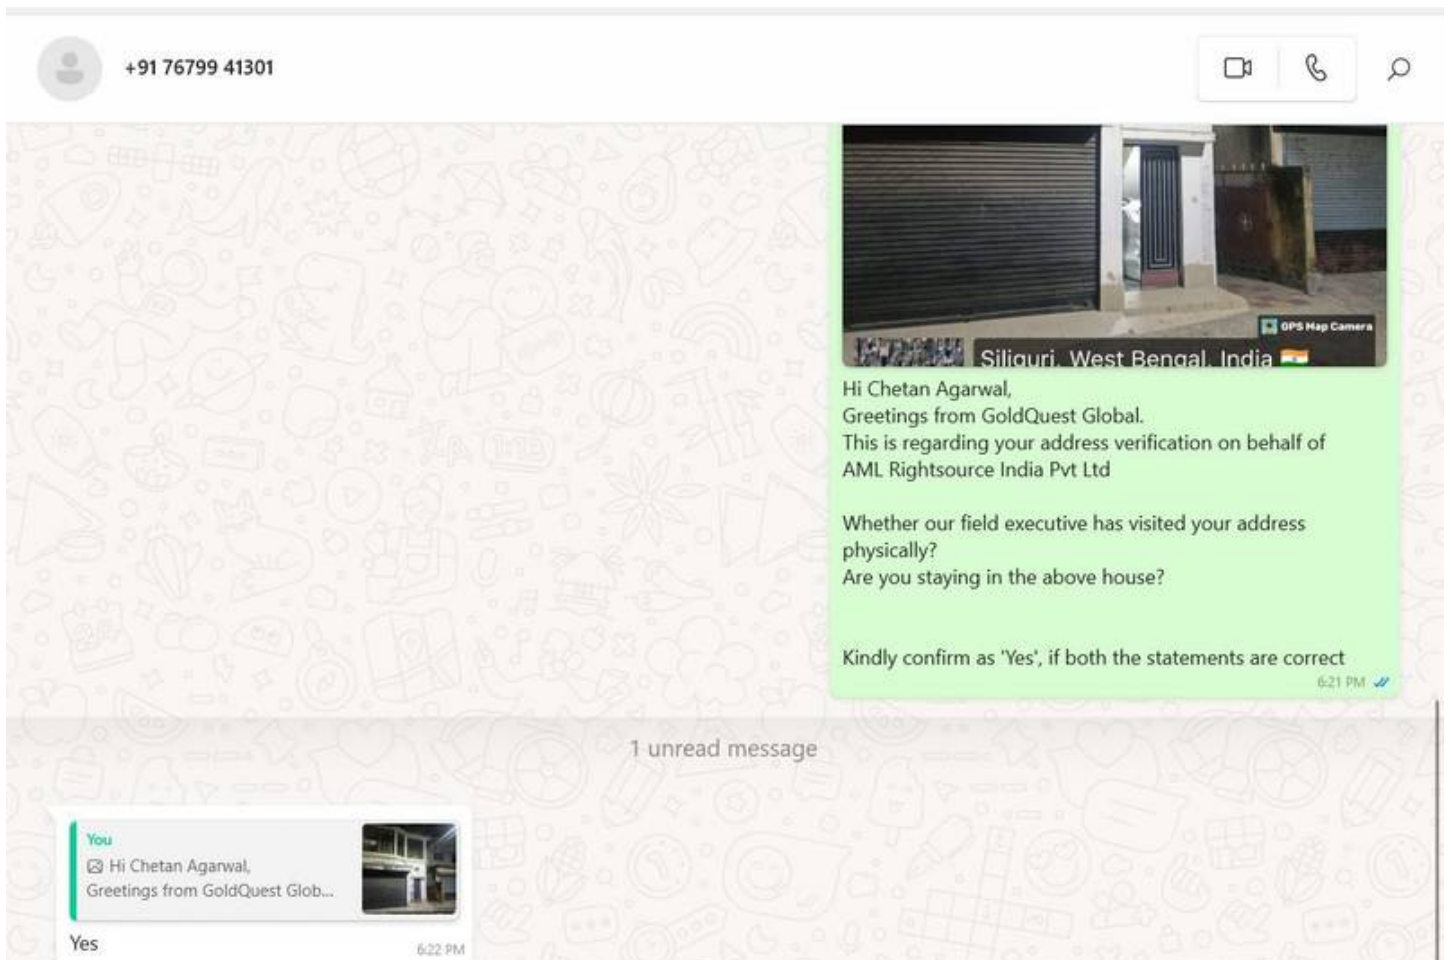 +91 76799 41301
GPS Map Camera
Siliguri, West Bengal, India
Hi Chetan Agarwal,
Greetings from GoldQuest Global.
This is regarding your address verification on behalf of
AML Rightsource India Pvt Ltd
Whether our field executive has visited your address
physically?
Are you staying in the above house?
Kindly confirm as 'Yes', if both the statements are correct
6:21 PM
1 unread message
You
Hi Chetan Agarwal,
Greetings from GoldQuest Glob...
Yes
6:22 PM